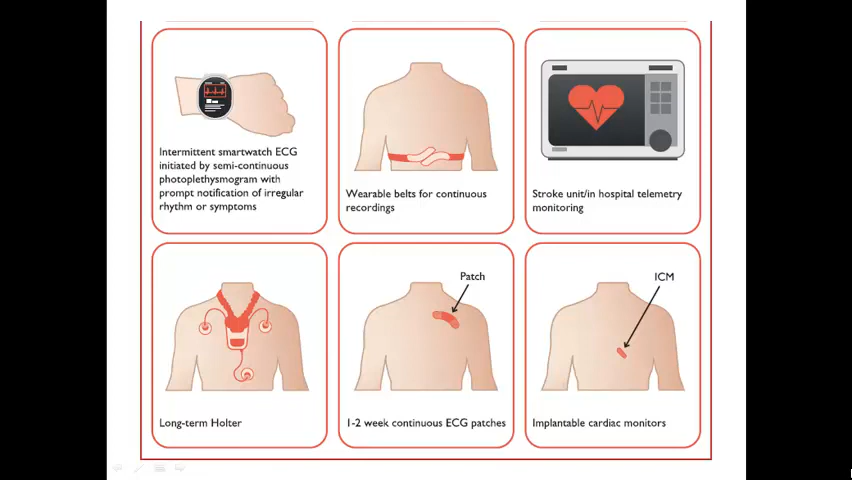 Intermittent smartwatch ECG
initiated by semi-continuous
photoplethysmogram with
prompt notification of irregular
rhythm or symptoms
Wearable belts for continuous
recordings
Stroke unit/in hospital telemetry
monitoring
Long-term Holter
Patch
1-2 week continuous ECG patches
ICM
Implantable cardiac monitors